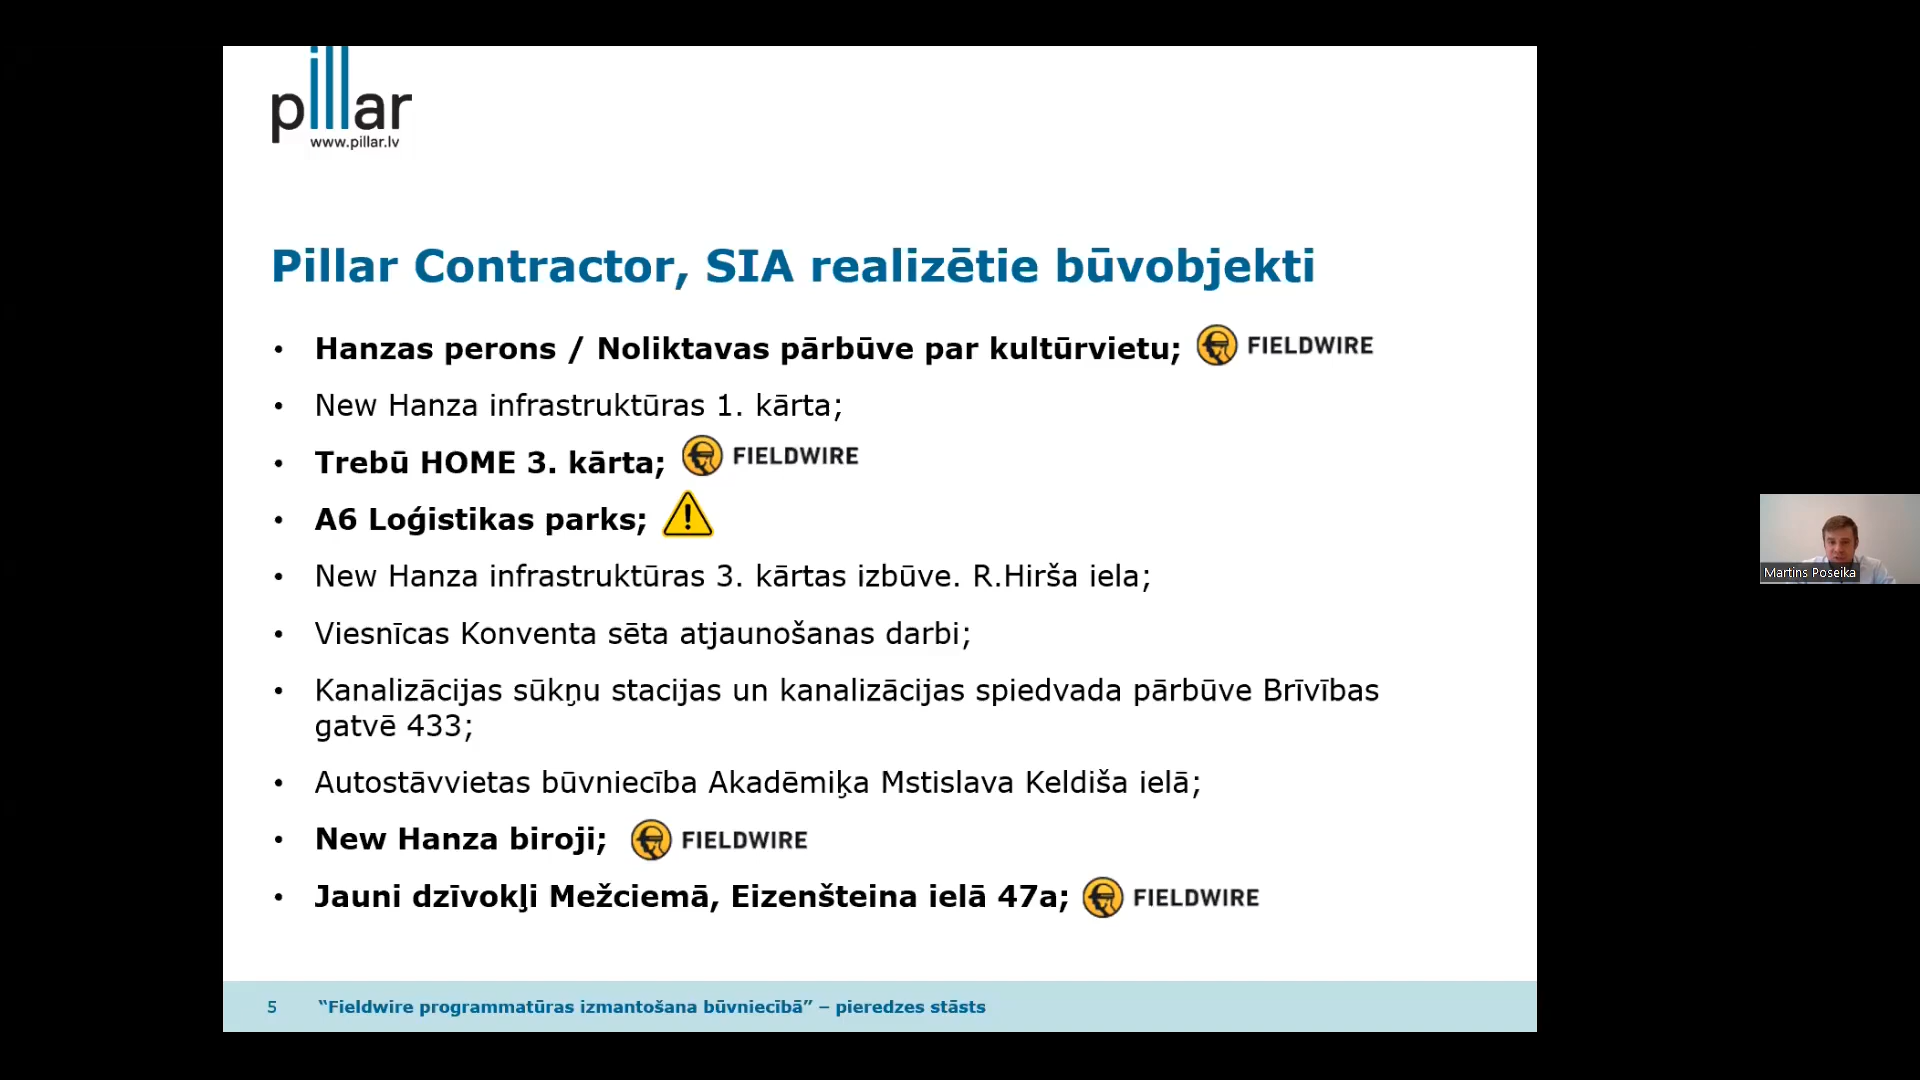 pillar
www.pillar.lv
Pillar Contractor, SIA realizētie būvobjekti
• Hanzas perons / Noliktavas pārbūve par kultūrvietu; FIELDWIRE
• New Hanza infrastruktūras 1. kārta;
• Trebū HOME 3. kārta; FIELDWIRE
• A6 Loģistikas parks;
• New Hanza infrastruktūras 3. kārtas izbūve. R.Hirša iela;
• Viesnīcas Konventa sēta atjaunošanas darbi;
• Kanalizācijas sūkņu stacijas un kanalizācijas spiedvada pārbūve Brīvības
gatvē 433;
• Autostāvvietas būvniecība Akadēmiķa Mstislava Keldiša ielā;
• New Hanza biroji; FIELDWIRE
• Jauni dzīvokļi Mežciemā, Eizenšteina ielā 47a; FIELDWIRE
5 “Fieldwire programmatūras izmantošana būvniecībā” – pieredzes stāsts
Martins Poseika